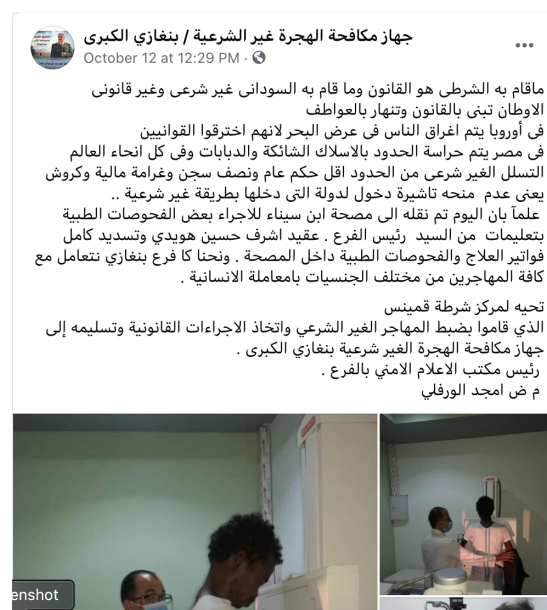 جهاز مكافحة الهجرة غير الشرعية / بنغازي الكبرى
October 12 at 12:29 PM ·
ماقام به الشرطى هو القانون وما قام به السودانى غير شرعى وغير قانونى
الاوطان تبنى بالقانون وتنهار بالعواطف
فى أوروبا يتم اغراق الناس فى عرض البحر لانهم اخترقوا القوانيين
فى مصر يتم حراسة الحدود بالاسلاك الشائكة والدبابات وفى كل انحاء العالم
التسلل الغير شرعى من الحدود اقل حكم عام ونصف سجن وغرامة مالية وكروش
يعنى عدم منحه تاشيرة دخول لدولة التى دخلها بطريقة غير شرعية ..
علمآ بان اليوم تم نقله الى مصحة ابن سيناء للاجراء بعض الفحوصات الطبية
بتعليمات من السيد رئيس الفرع . عقيد اشرف حسين هويدي وتسديد كامل
فواتير العلاج والفحوصات الطبية داخل المصحة . ونحنا كا فرع بنغازي نتعامل مع
كافة المهاجرين من مختلف الجنسيات بامعاملة الانسانية .
تحيه لمركز شرطة قمينس
الذي قاموا بضبط المهاجر الغير الشرعي واتخاذ الاجراءات القانونية وتسليمه إلى
جهاز مكافحة الهجرة الغير شرعية بنغازي الكبرى .
رئيس مكتب الاعلام الامني بالفرع .
م ض امجد الورفلي
enshot